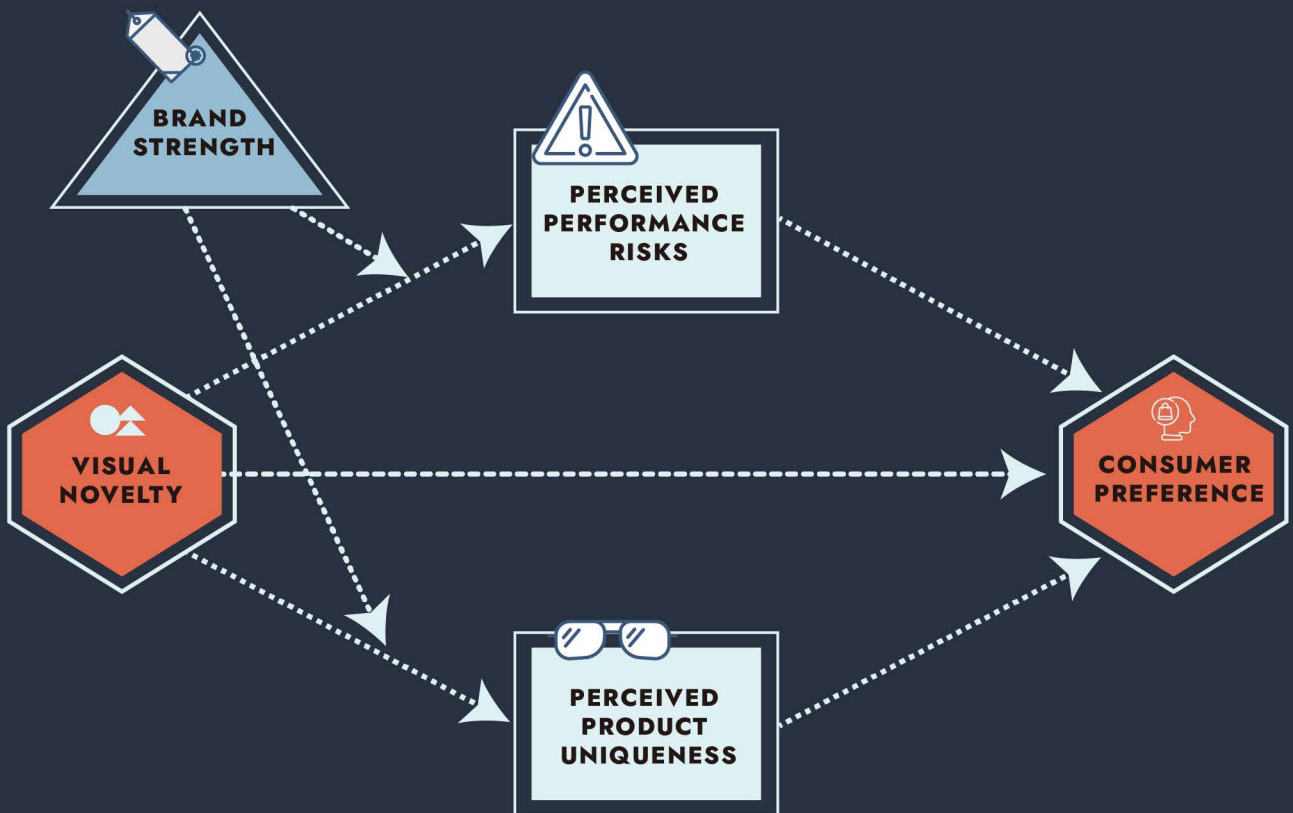 BRAND
STRENGTH
PERCEIVED
PERFORMANCE
RISKS
VISUAL
NOVELTY
CONSUMER
PREFERENCE
PERCEIVED
PRODUCT
UNIQUENESS